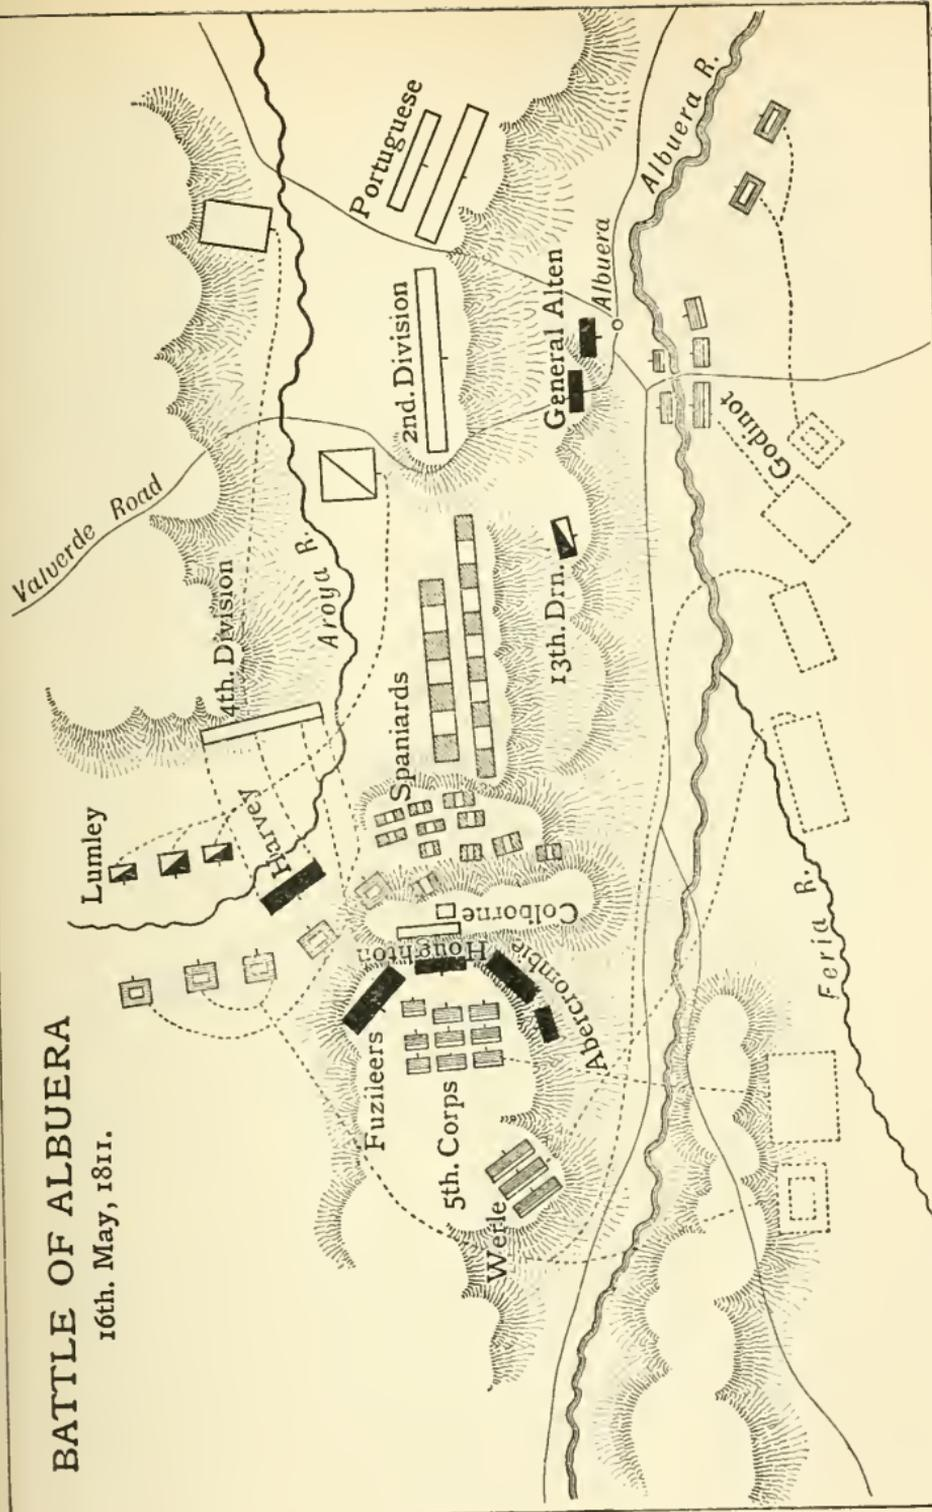 BATTLE OF ALBUERA
16th. May, 1811.
Lumley
Valverde Road
4th. Division
Harvey
Aroya R.
Portuguese
2nd. Division
Spaniards
General Alten
Albuera
Albuera R.
13th. Drn.
Godinot
Colborne
Houghton
Abercrombie
Fuzileers
5th. Corps
Werle
Feria R.